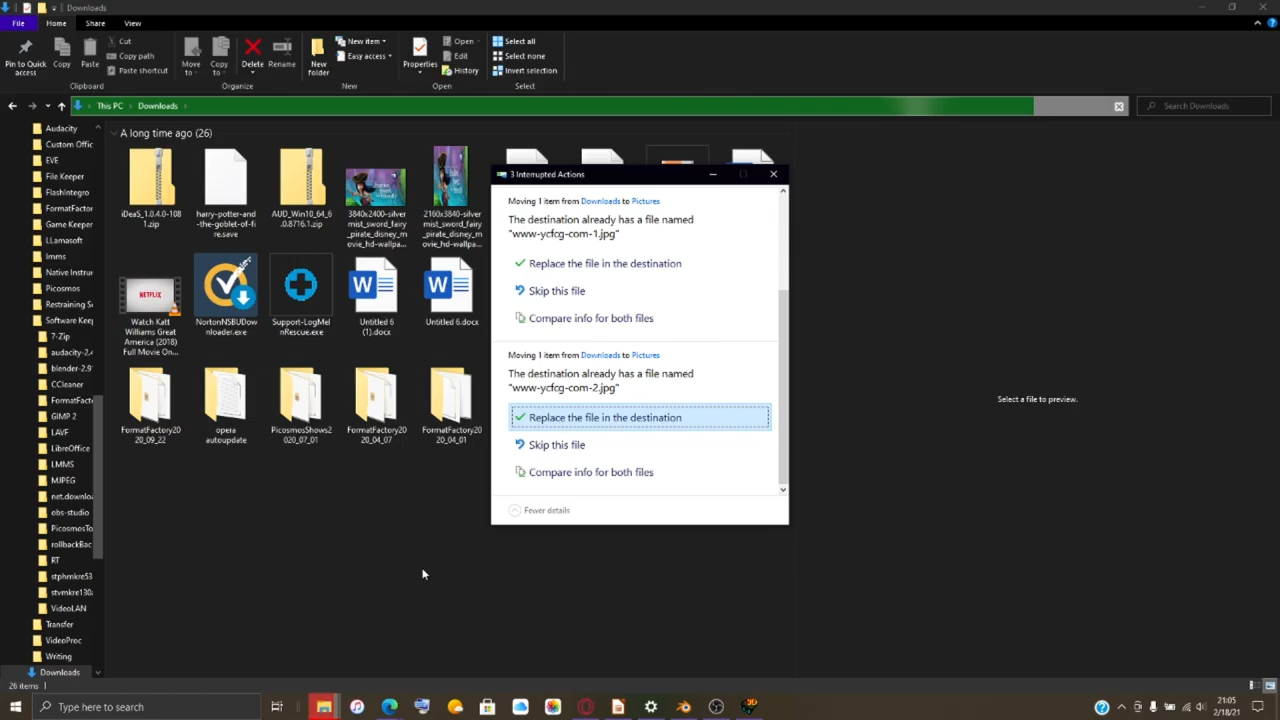 Downloads
File
Home
Share
View
Pin to Quick
access
Copy
Paste
Cut
Copy path
Paste shortcut
Clipboard
Move
to
Copy
to
Delete
Rename
Organize
New
folder
New item
Easy access
New
Properties
Open
Edit
History
Open
Select all
Select none
Invert selection
Select
This PC
Downloads
Search Downloads
Audacity
Custom Offic
EVE
File Keeper
FlashIntegro
FormatFactor
Game Keeper
LLamasoft
lmms
Native Instrur
Picosmos
Restraining Se
Software Keep
7-Zip
audacity-2.4
blender-2.9
CCleaner
FormatFacto
GIMP 2
LAVF
LibreOffice
LMMS
MJPEG
net.downloa
obs-studio
PicosmosTo
rollbackBac
RT
stphmkre53
stvmkre130
VideoLAN
Transfer
VideoProc
Writing
Downloads
A long time ago (26)
iDeaS_1.0.4.0-108
1.zip
harry-potter-and
-the-goblet-of-fi
re.save
AUD_Win10_64_6
.0.8716.1.zip
3840x2400-silver
mist_sword_fairy
_pirate_disney_m
ovie_hd-wallpa...
2160x3840-silver
mist_sword_fairy
_pirate_disney_m
ovie_hd-wallpa...
NETFLIX
Watch Katt
Williams Great
America (2018)
Full Movie On...
NortonNSBUDow
nloader.exe
Support-LogMeI
nRescue.exe
Untitled 6
(1).docx
Untitled 6.docx
FormatFactory20
20_09_22
opera
autoupdate
PicosmosShows2
020_07_01
FormatFactory20
20_04_07
FormatFactory20
20_04_01
3 Interrupted Actions
Moving 1 item from Downloads to Pictures
The destination already has a file named
"www-ycfcg-com-1.jpg"
Replace the file in the destination
Skip this file
Compare info for both files
Moving 1 item from Downloads to Pictures
The destination already has a file named
"www-ycfcg-com-2.jpg"
Replace the file in the destination
Skip this file
Compare info for both files
Fewer details
Select a file to preview.
26 items
Type here to search
21:05
2/18/21